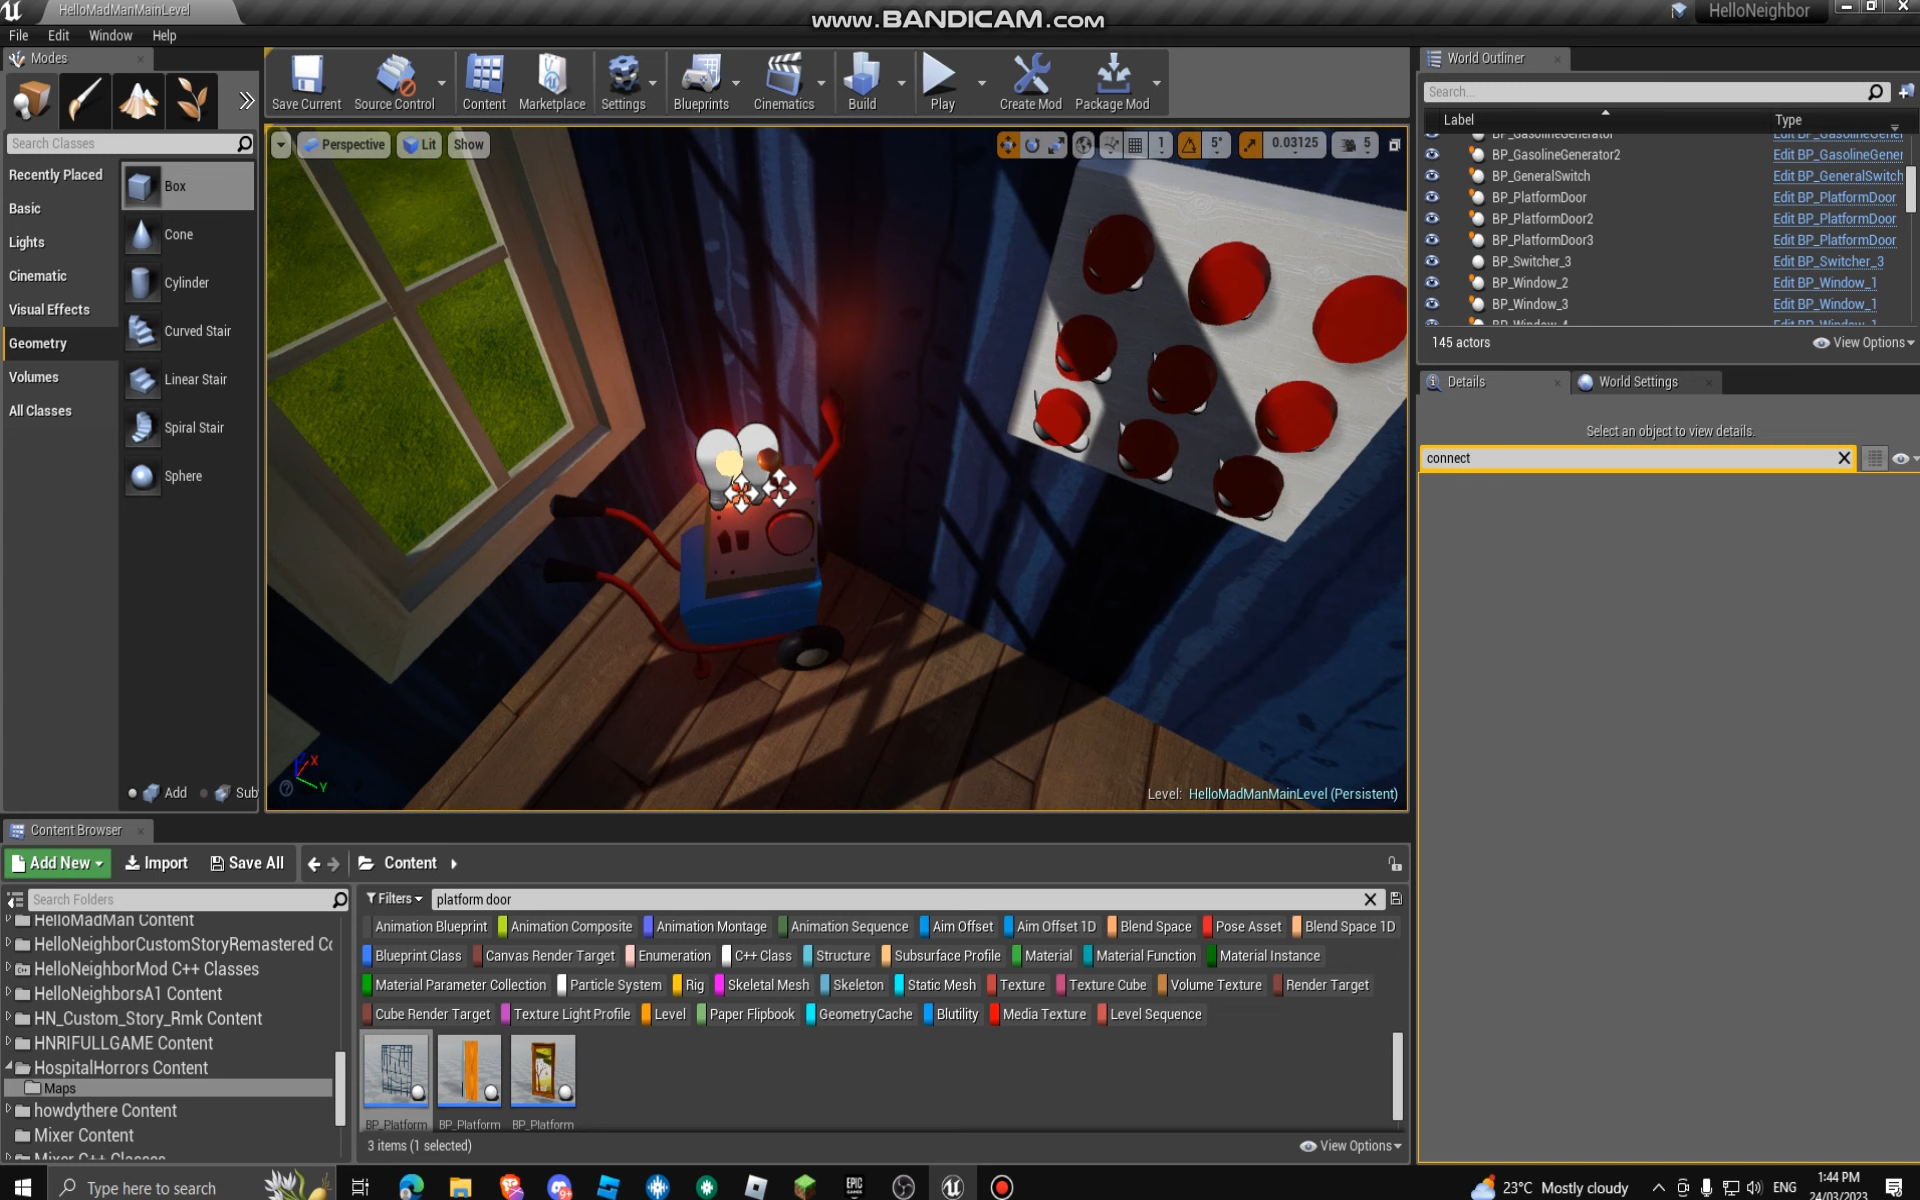 HelloMadManMainLevel
www.BANDICAM.com
HelloNeighbor
File Edit Window Help
Modes
Save Current
Source Control
Content
Marketplace
Settings
Blueprints
Cinematics
Build
Play
Create Mod
Package Mod
Search Classes
Recently Placed
Basic
Lights
Cinematic
Visual Effects
Geometry
Volumes
All Classes
Box
Cone
Cylinder
Curved Stair
Linear Stair
Spiral Stair
Sphere
Add
Sub
Perspective Lit Show
1 5° 0.03125 5
X
Y
Level: HelloMadManMainLevel (Persistent)
World Outliner
Search...
Label Type
BP_GasolineGenerator Edit BP_GasolineGener
BP_GasolineGenerator2 Edit BP_GasolineGener
BP_GeneralSwitch Edit BP_GeneralSwitch
BP_PlatformDoor Edit BP_PlatformDoor
BP_PlatformDoor2 Edit BP_PlatformDoor
BP_PlatformDoor3 Edit BP_PlatformDoor
BP_Switcher_3 Edit BP_Switcher_3
BP_Window_2 Edit BP_Window_1
BP_Window_3 Edit BP_Window_1
BP_Window_4 Edit BP_Window_1
145 actors View Options
Details World Settings
Select an object to view details.
connect
Content Browser
Add New Import Save All Content
Search Folders
HelloMadMan Content
HelloNeighborCustomStoryRemastered Co
HelloNeighborMod C++ Classes
HelloNeighborsA1 Content
HN_Custom_Story_Rmk Content
HNRIFULLGAME Content
HospitalHorrors Content
Maps
howdythere Content
Mixer Content
Mixer C++ Classes
Filters platform door
Animation Blueprint Animation Composite Animation Montage Animation Sequence Aim Offset Aim Offset 1D Blend Space Pose Asset Blend Space 1D
Blueprint Class Canvas Render Target Enumeration C++ Class Structure Subsurface Profile Material Material Function Material Instance
Material Parameter Collection Particle System Rig Skeletal Mesh Skeleton Static Mesh Texture Texture Cube Volume Texture Render Target
Cube Render Target Texture Light Profile Level Paper Flipbook GeometryCache Blutility Media Texture Level Sequence
BP_Platform BP_Platform BP_Platform
3 items (1 selected) View Options
Type here to search
EPIC GAMES
23°C Mostly cloudy
ENG
1:44 PM
24/03/2023